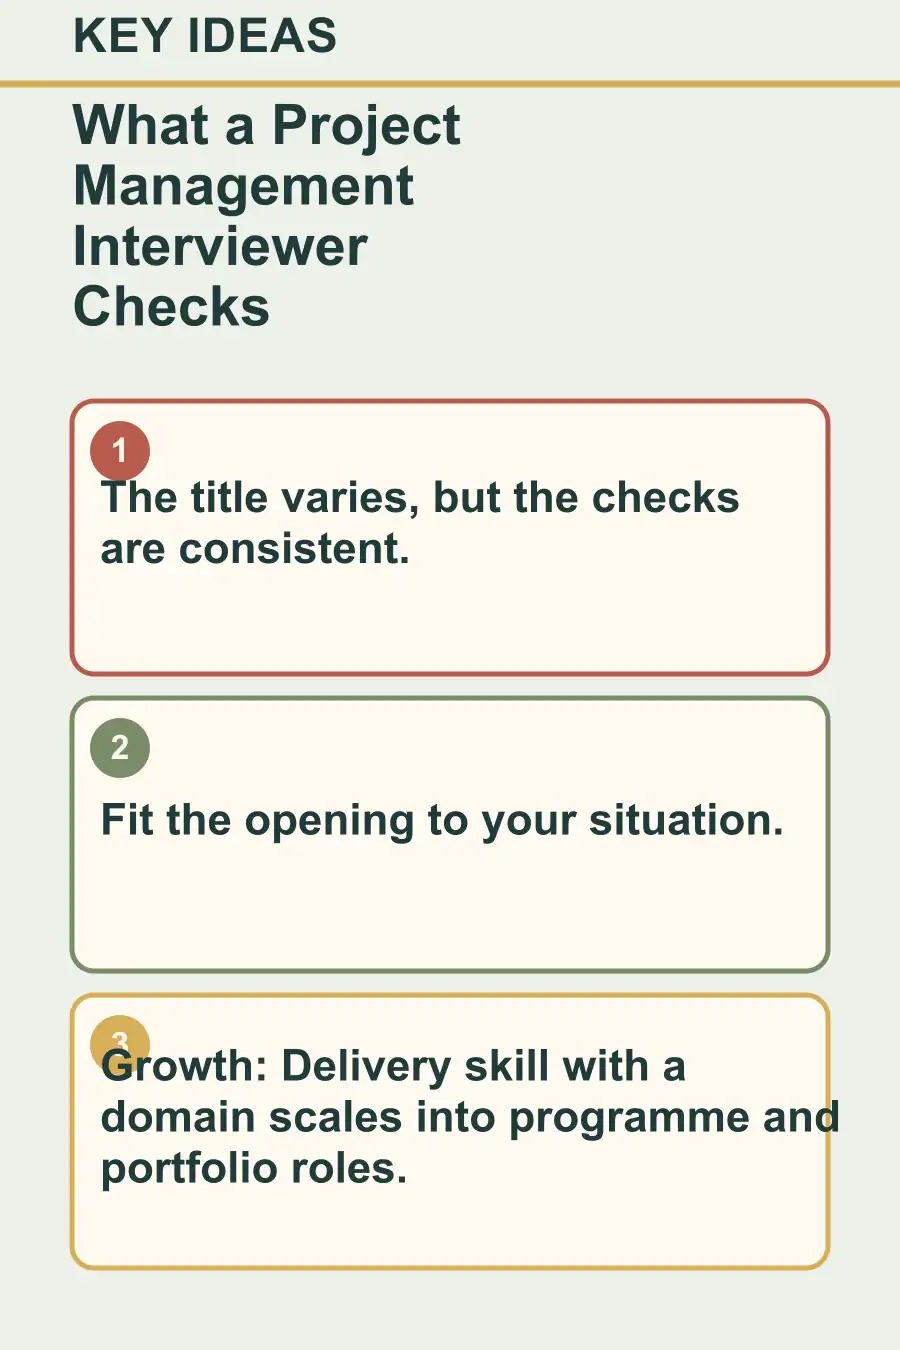 KEY IDEAS
What a Project
Management
Interviewer
Checks
1
The title varies, but the checks
are consistent.
2
Fit the opening to your situation.
3
Growth: Delivery skill with a
domain scales into programme and
portfolio roles.